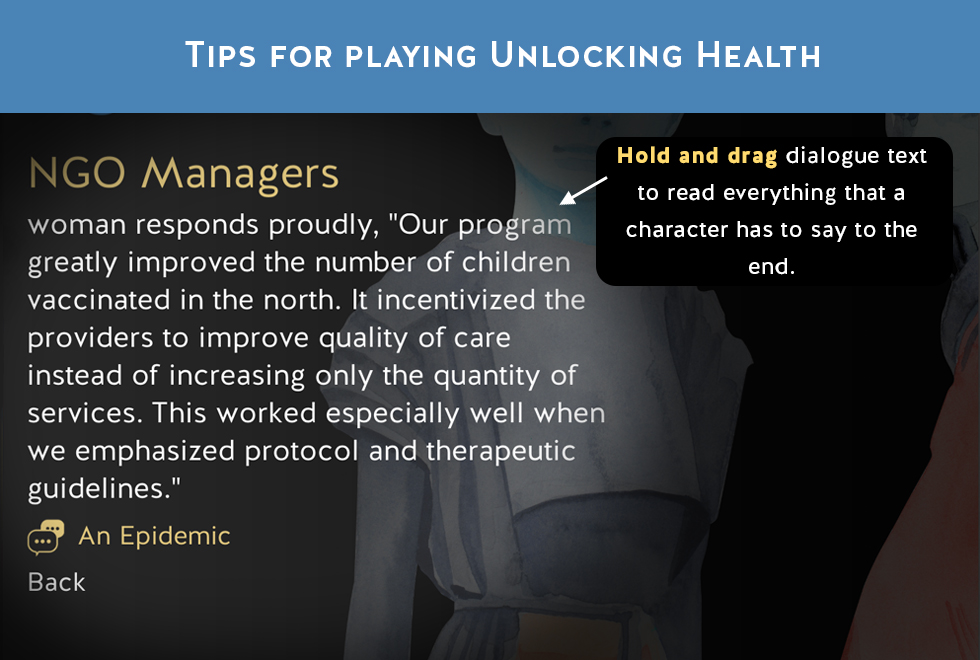 Tips for playing Unlocking Health
NGO Managers
woman responds proudly, "Our program
greatly improved the number of children
vaccinated in the north. It incentivized the
providers to improve quality of care
instead of increasing only the quantity of
services. This worked especially well when
we emphasized protocol and therapeutic
guidelines."
An Epidemic
Back
Hold and drag dialogue text
to read everything that a
character has to say to the
end.